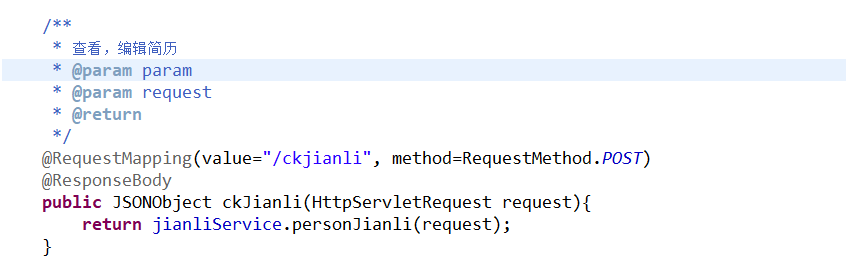 /**
 * 查看，编辑简历
 * @param param
 * @param request
 * @return
 */
@RequestMapping(value="/ckjianli", method=RequestMethod.POST)
@ResponseBody
public JSONObject ckJianli(HttpServletRequest request){
    return jianliService.personJianli(request);
}